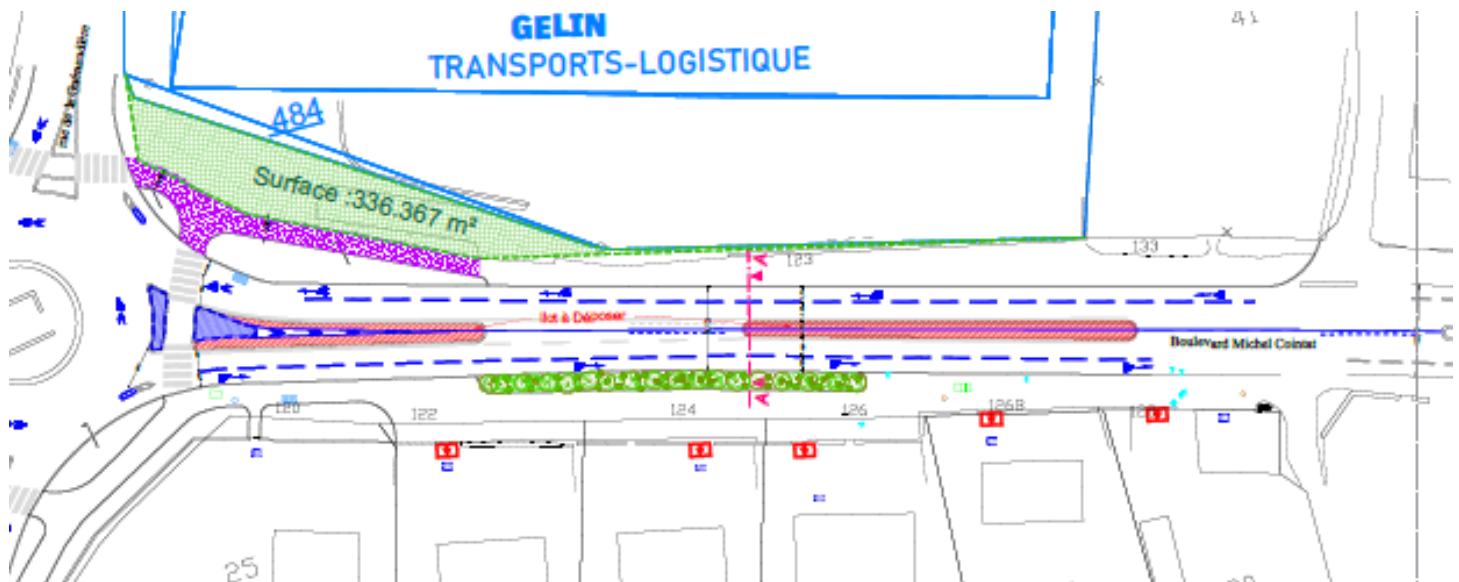 GELIN
TRANSPORTS-LOGISTIQUE
41
484
Surface :336.367 m²
133
123
Ilot à Déposer
Boulevard Michel Cointat
A
A
120
122
124
126
126B
25